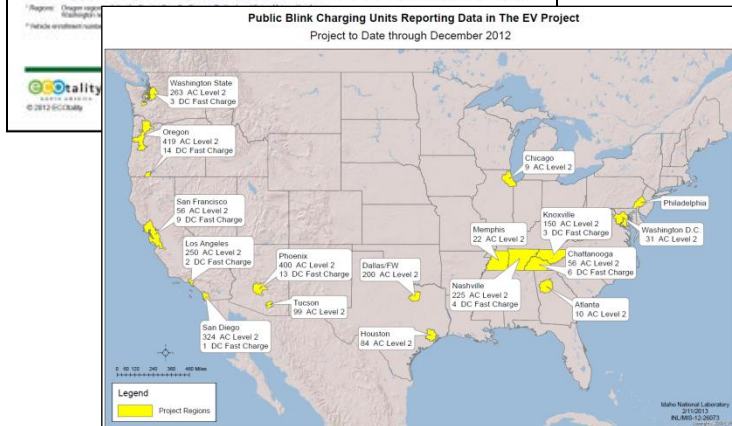 ¹ Regions: Oregon region
Washington
** Vehicle enrollment number
ecotality
NORTH AMERICA
© 2012 ECOtality
Public Blink Charging Units Reporting Data in The EV Project
Project to Date through December 2012
Washington State
263 AC Level 2
3 DC Fast Charge
Oregon
419 AC Level 2
14 DC Fast Charge
Chicago
9 AC Level 2
San Francisco
56 AC Level 2
9 DC Fast Charge
Philadelphia
Washington D.C.
31 AC Level 2
Knoxville
150 AC Level 2
3 DC Fast Charge
Memphis
22 AC Level 2
Los Angeles
250 AC Level 2
2 DC Fast Charge
Phoenix
400 AC Level 2
13 DC Fast Charge
Dallas/FW
200 AC Level 2
Chattanooga
56 AC Level 2
6 DC Fast Charge
Nashville
225 AC Level 2
4 DC Fast Charge
Tucson
99 AC Level 2
Atlanta
10 AC Level 2
San Diego
324 AC Level 2
1 DC Fast Charge
Houston
84 AC Level 2
0 60 120 240 360 480 Miles
Legend
Project Regions
Idaho National Laboratory
2/11/2013
INL/MIS-12-26073